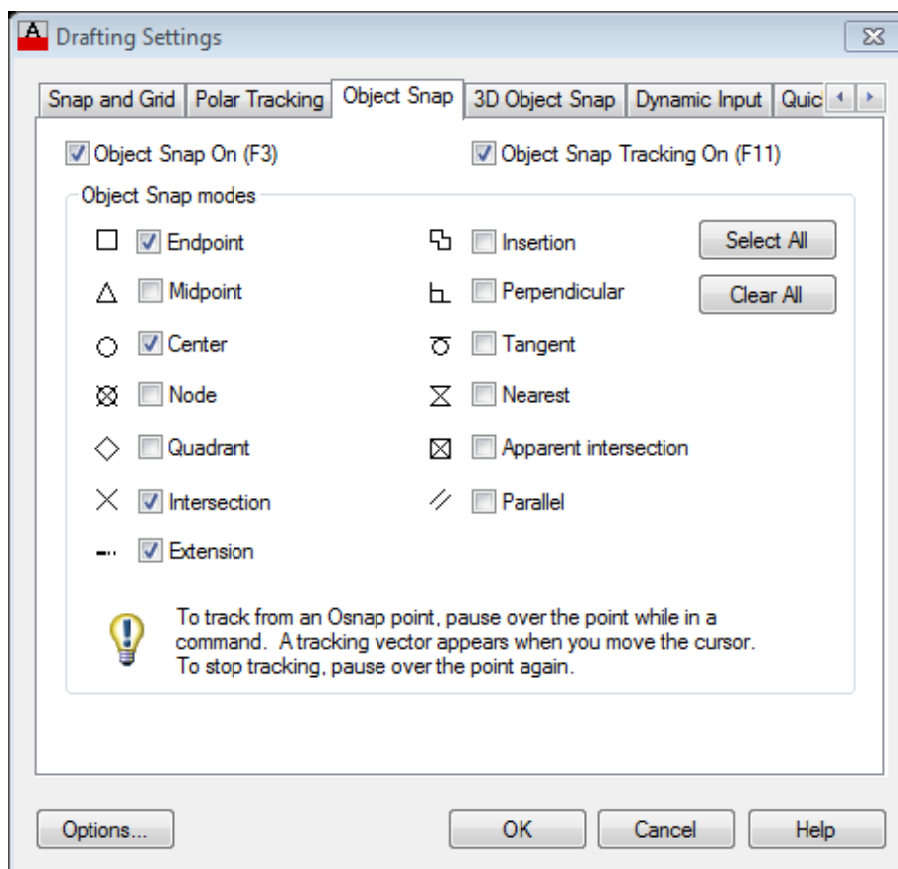 A Drafting Settings
Snap and Grid Polar Tracking Object Snap 3D Object Snap Dynamic Input Quic
Object Snap On (F3) Object Snap Tracking On (F11)
Object Snap modes
Endpoint Insertion Select All
Midpoint Perpendicular Clear All
Center Tangent
Node Nearest
Quadrant Apparent intersection
Intersection Parallel
Extension
To track from an Osnap point, pause over the point while in a
command. A tracking vector appears when you move the cursor.
To stop tracking, pause over the point again.
Options... OK Cancel Help